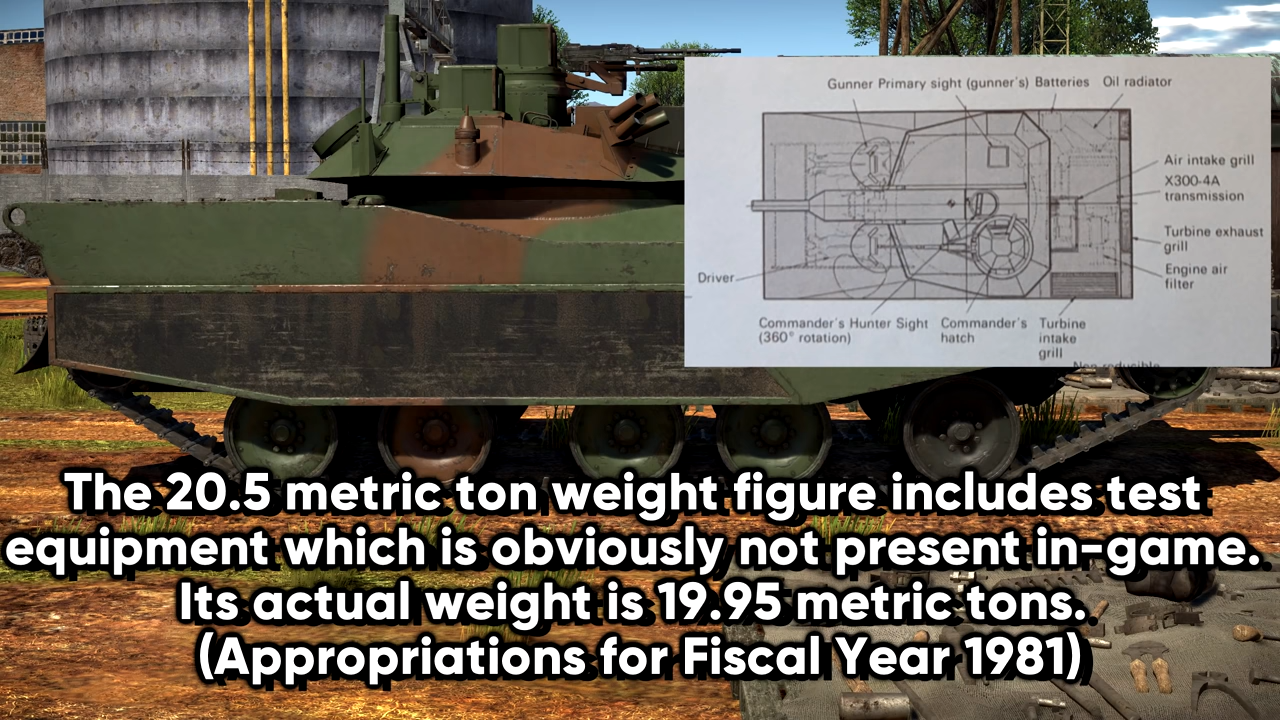 Gunner Primary sight (gunner's) Batteries Oil radiator
Air intake grill
X300-4A
transmission
Turbine exhaust
grill
Engine air
filter
Driver
Commander's Hunter Sight
(360° rotation)
Commander's
hatch
Turbine
intake
grill
Non-reducible
The 20.5 metric ton weight figure includes test
equipment which is obviously not present in-game.
Its actual weight is 19.95 metric tons.
(Appropriations for Fiscal Year 1981)